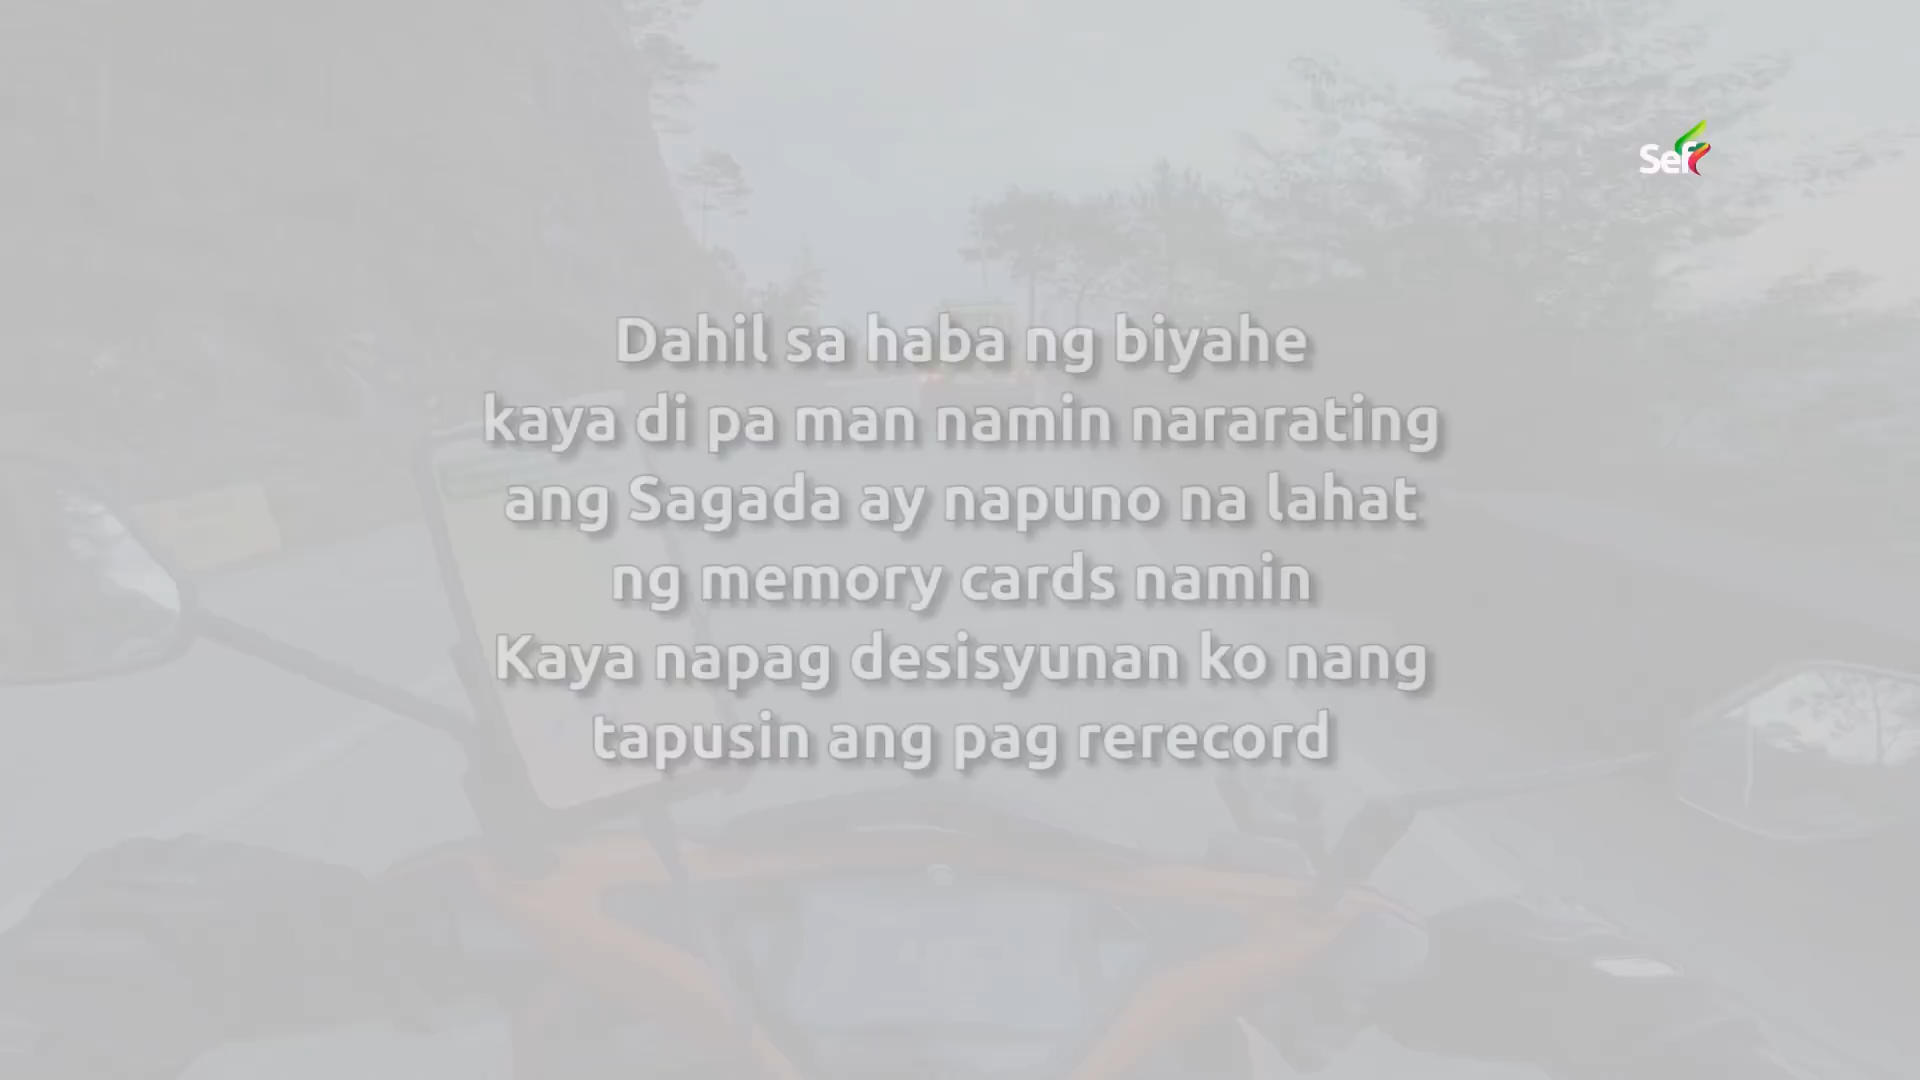 Sef
Dahil sa haba ng biyahe
kaya di pa man namin nararating
ang Sagada ay napuno na lahat
ng memory cards namin
Kaya napag desisyunan ko nang
tapusin ang pag rerecord